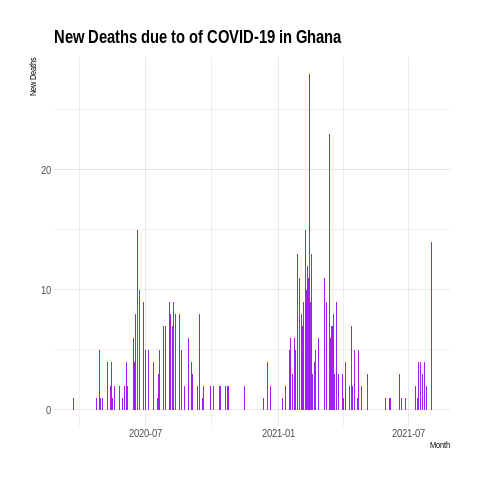 New Deaths due to of COVID-19 in Ghana
New Deaths
20
10
0
2020-07
2021-01
2021-07
Month